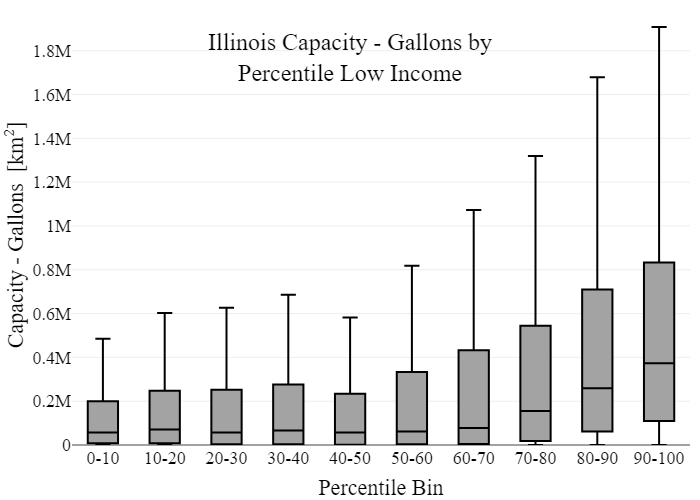 Illinois Capacity - Gallons by
Percentile Low Income
Capacity - Gallons [km²]
1.8M
1.6M
1.4M
1.2M
1M
0.8M
0.6M
0.4M
0.2M
0
0-10 10-20 20-30 30-40 40-50 50-60 60-70 70-80 80-90 90-100
Percentile Bin